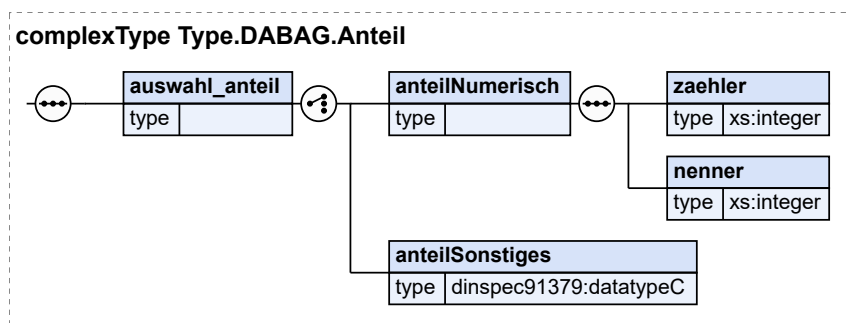 complexType Type.DABAG.Anteil
auswahl_anteil
type
anteilNumerisch
type
zaehler
type xs:integer
nenner
type xs:integer
anteilSonstiges
type dinspec91379:datatypeC